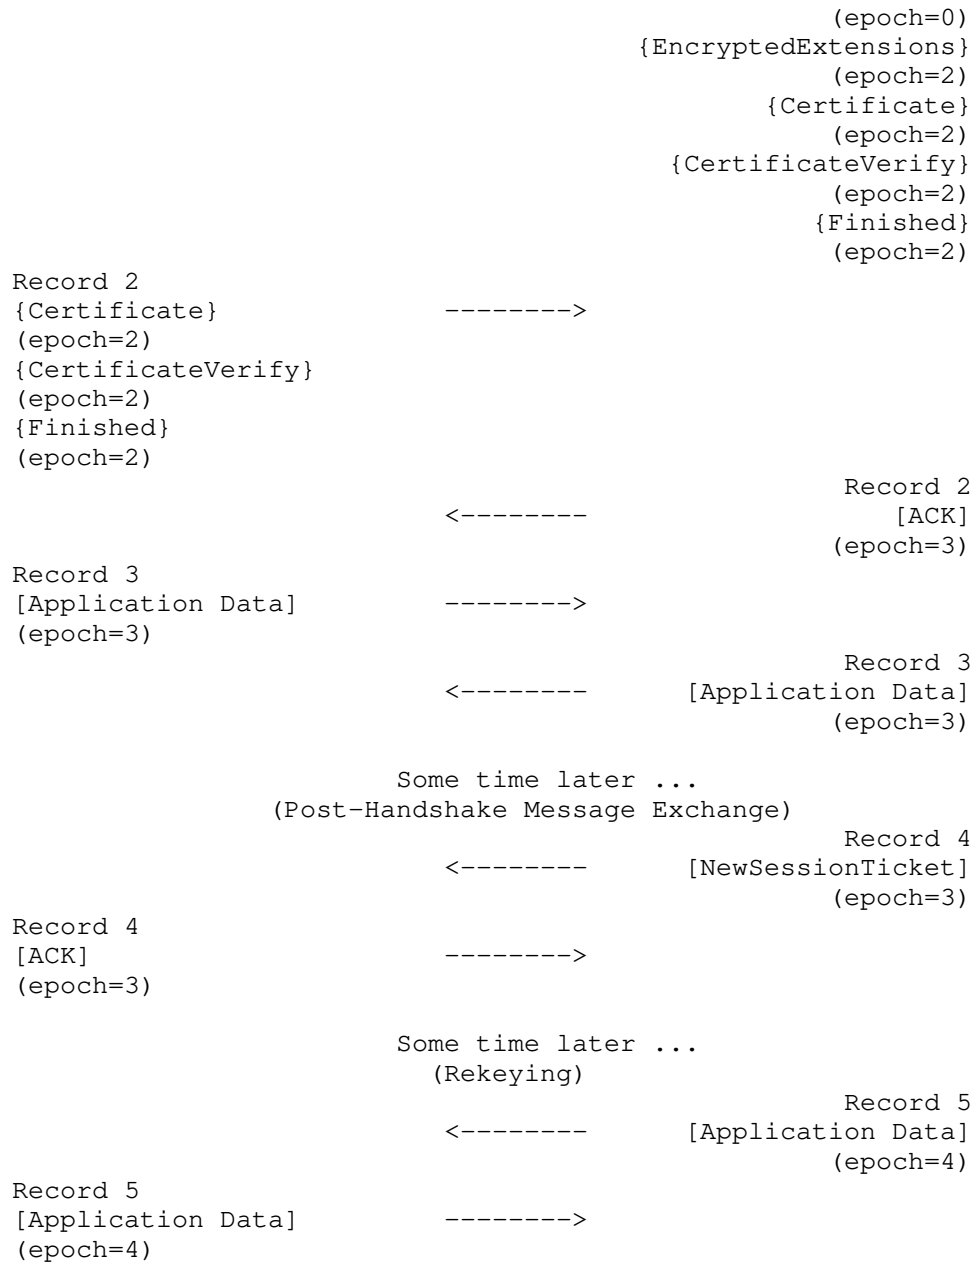 (epoch=0)
{EncryptedExtensions}
(epoch=2)
{Certificate}
(epoch=2)
{CertificateVerify}
(epoch=2)
{Finished}
(epoch=2)
Record 2
{Certificate} -------->
(epoch=2)
{CertificateVerify}
(epoch=2)
{Finished}
(epoch=2)
Record 2
<-------- [ACK]
(epoch=3)
Record 3
[Application Data] -------->
(epoch=3)
Record 3
<-------- [Application Data]
(epoch=3)
Some time later ...
(Post-Handshake Message Exchange)
Record 4
<-------- [NewSessionTicket]
(epoch=3)
Record 4
[ACK] -------->
(epoch=3)
Some time later ...
(Rekeying)
Record 5
<-------- [Application Data]
(epoch=4)
Record 5
[Application Data] -------->
(epoch=4)